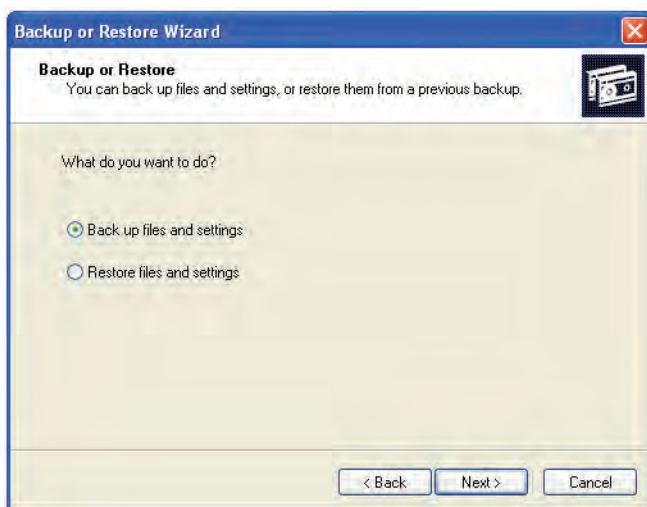 Backup or Restore Wizard
Backup or Restore
You can back up files and settings, or restore them from a previous backup.
What do you want to do?
Back up files and settings
Restore files and settings
< Back Next > Cancel